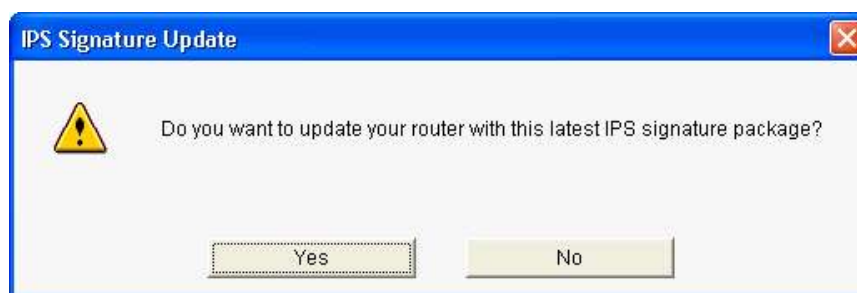 IPS Signature Update
Do you want to update your router with this latest IPS signature package?
Yes No